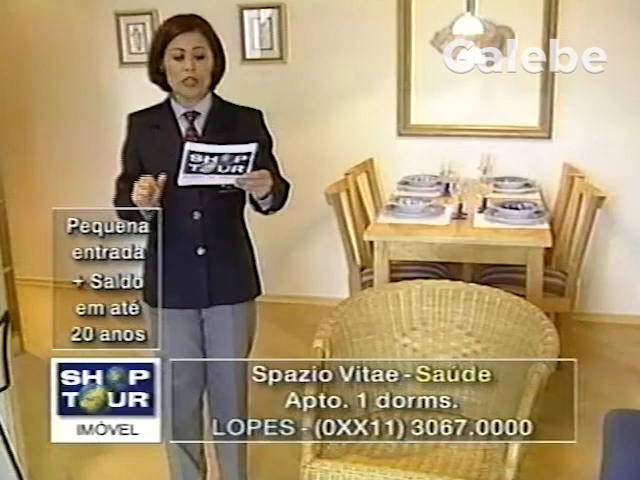 Galebe
SHOP
TOUR
Pequena
entrada
+ Saldo
em até
20 anos
SHOP
TOUR
IMÓVEL
Spazio Vitae - Saúde
Apto. 1 dorms.
LOPES - (0XX11) 3067.0000